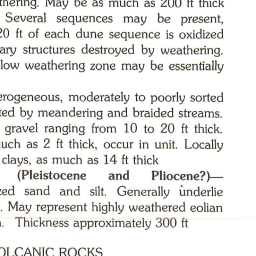 thering. May be as much as 200 ft thick
Several sequences may be present,
20 ft of each dune sequence is oxidized
ary structures destroyed by weathering.
low weathering zone may be essentially
erogeneous, moderately to poorly sorted
ted by meandering and braided streams.
gravel ranging from 10 to 20 ft thick.
uch as 2 ft thick, occur in unit. Locally
clays, as much as 14 ft thick
(Pleistocene and Pliocene?)—
zed sand and silt. Generally underlie
. May represent highly weathered eolian
. Thickness approximately 300 ft
OLCANIC ROCKS